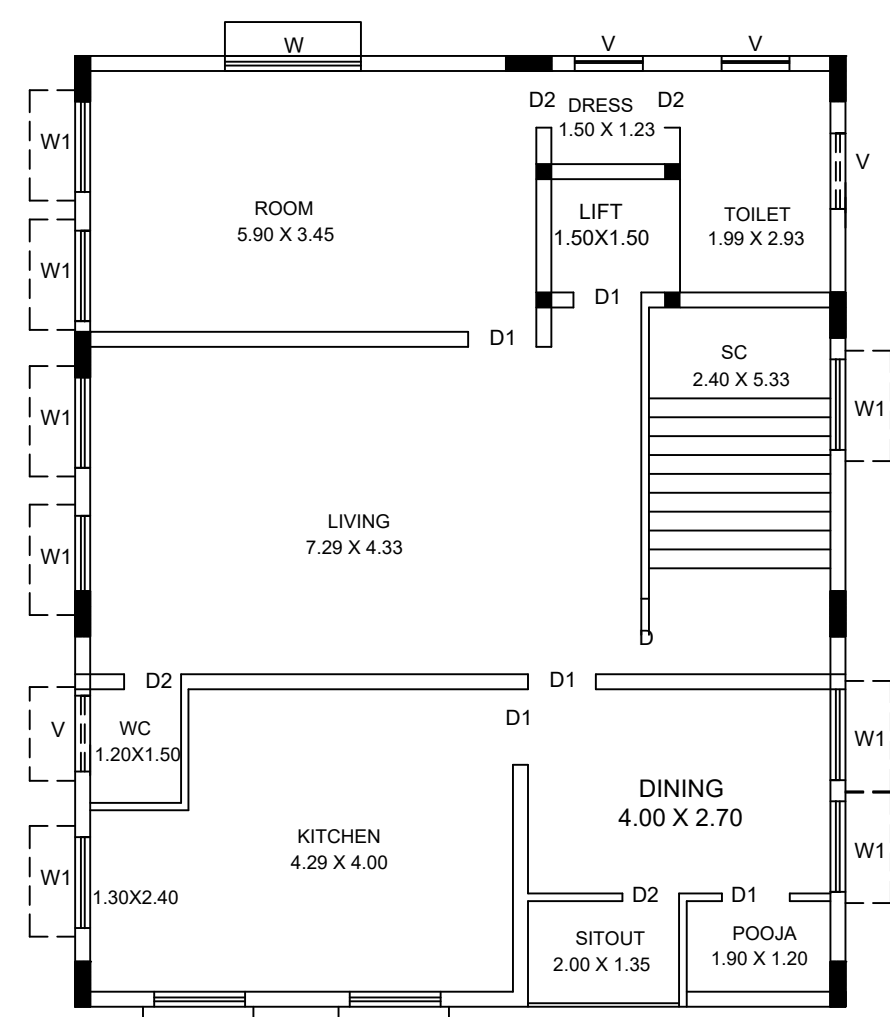 W
V
V
D2
DRESS
D2
1.50 X 1.23
W1
V
ROOM
5.90 X 3.45
LIFT
1.50X1.50
TOILET
1.99 X 2.93
W1
D1
D1
SC
2.40 X 5.33
W1
W1
LIVING
7.29 X 4.33
W1
D
D2
D1
V
WC
1.20X1.50
D1
W1
DINING
4.00 X 2.70
KITCHEN
4.29 X 4.00
W1
W1
1.30X2.40
D2
D1
SITOUT
2.00 X 1.35
POOJA
1.90 X 1.20